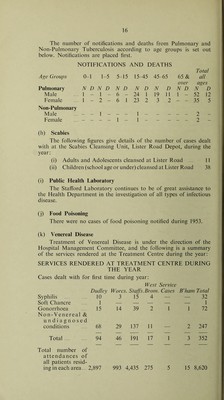 16
The number of notifications and deaths from Pulmonary and
Non-Pulmonary Tuberculosis according to age groups is set out
below. Notifications are placed first.
NOTIFICATIONS AND DEATHS
Total
Age Groups 0-1 1-5 5-15 15-45 45-65 65 & all
over ages
Pulmonary N D N D N D N D N D N D N D
Male 1 – 1 – 6 – 24 1 19 11 1 – 52 12
Female 1 – 2 – 6 1 23 2 3 2 – – 35 5
Non-Pulmonary
Male – – 1 – – – 1 – – – – – 2 –
Female – – – – 1 – 1 – – – – – 2 –
(h) Scabies
The following figures give details of the number of cases dealt
with at the Scabies Cleansing Unit, Lister Road Depot, during the
year:
(i) Adults and Adolescents cleansed at Lister Road 11
(ii) Children (school age or under) cleansed at Lister Road 38
(i) Public Health Laboratory
The Stafford Laboratory continues to be of great assistance to
the Health Department in the investigation of all types of infectious
disease.
(j) Food Poisoning
There were no cases of food poisoning notified during 1953.
(k) Venereal Disease
Treatment of Venereal Disease is under the direction of the
Hospital Management Committee, and the following is a summary
of the services rendered at the Treatment Centre during the year:
SERVICES RENDERED AT TREATMENT CENTRE DURING
THE YEAR
Cases dealt with for first time during year:
West Service
Dudley Worcs. Staffs. Brom. Cases B'ham Total
Syphilis 10 3 15 4 — — 32
Soft Chancre 1 — — — — — 1
Gonorrhoea 15 14 39 2 1 1 72
Non-Venereal &
undiagnosed
conditions 68 29 137 11 — 2 247
Total 94 46 191 17 1 3 352
Total number of
attendances of
all patients resid-
ing in each area 2,897 993 4,435 275 5 15 8,620